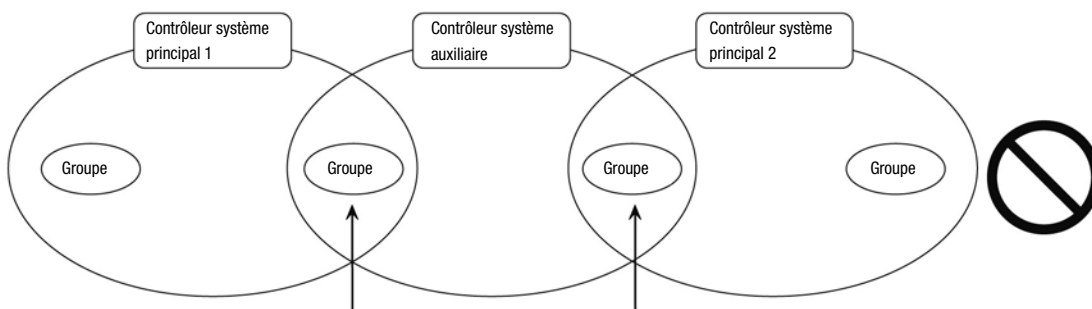 Contrôleur système
principal 1
Contrôleur système
auxiliaire
Contrôleur système
principal 2
Groupe
Groupe
Groupe
Groupe